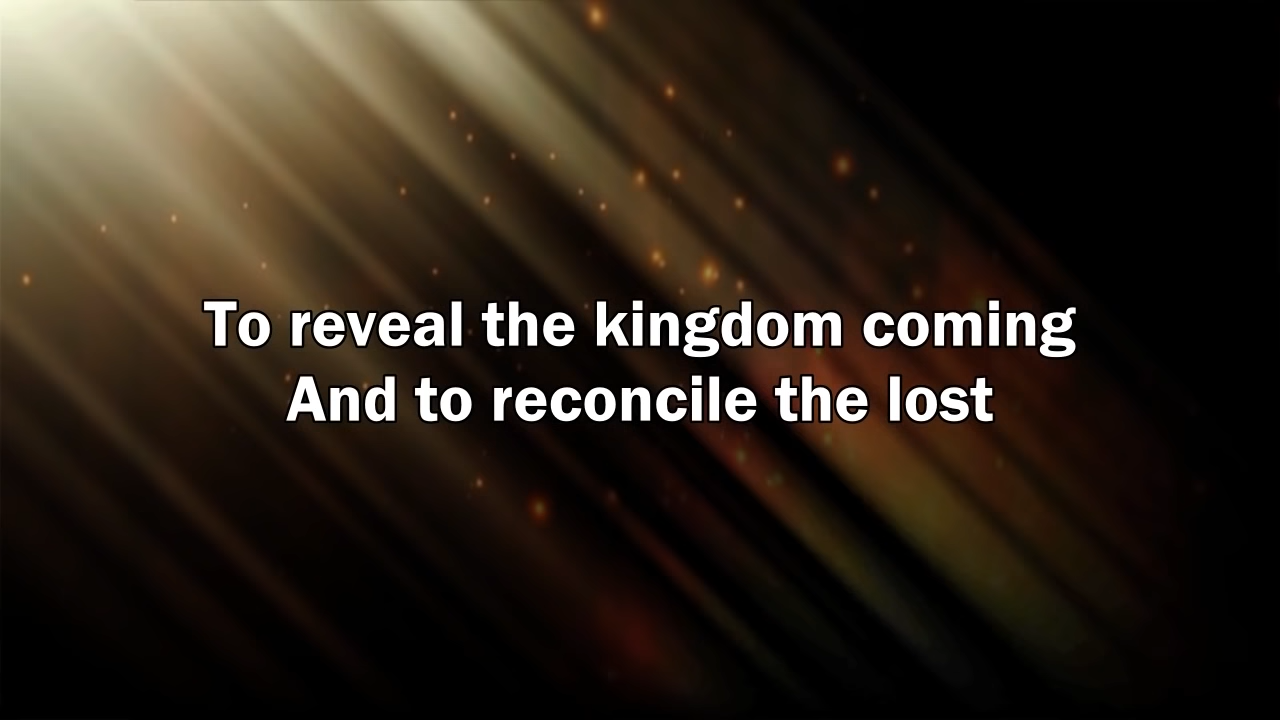 To reveal the kingdom coming
And to reconcile the lost